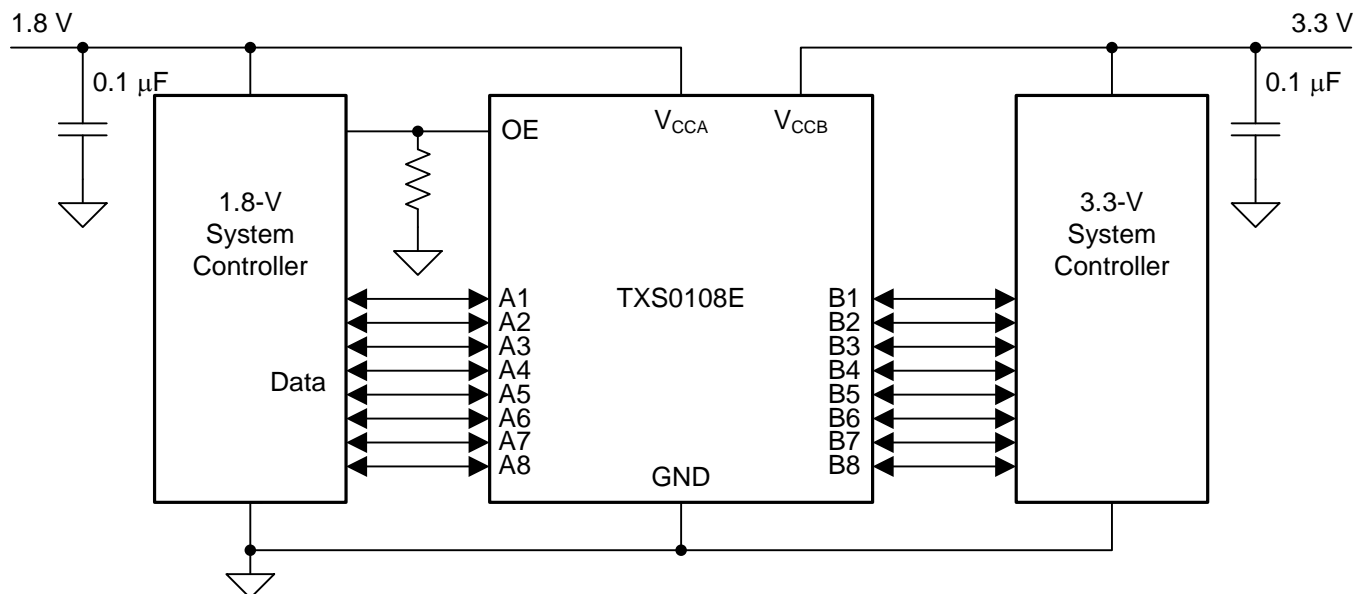 1.8 V
3.3 V
0.1 μF
0.1 μF
OE
VCCA
VCCB
1.8-V
System
Controller
3.3-V
System
Controller
TXS0108E
Data
A1
A2
A3
A4
A5
A6
A7
A8
B1
B2
B3
B4
B5
B6
B7
B8
GND